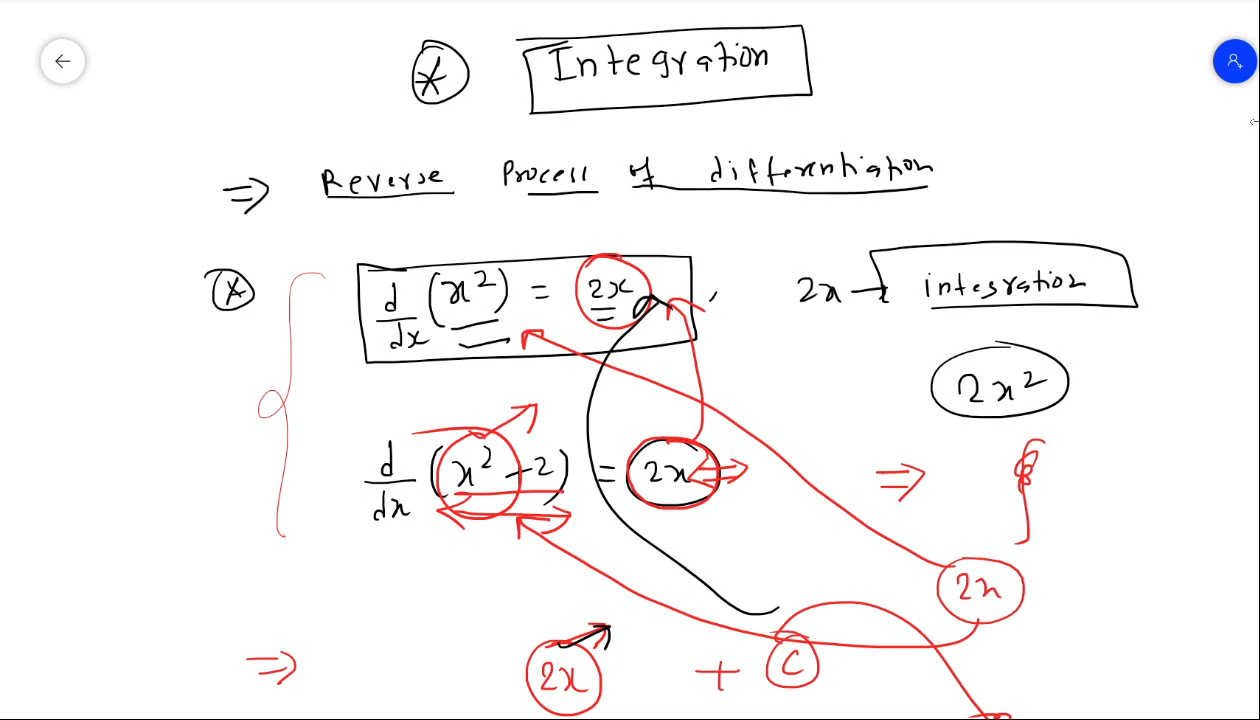 Integration
⇒ Reverse Process of differentiation
d/dx (x²) = 2x , 2x → integration
2x²
d/dx (x² - 2) = 2x ⇒
2x
⇒ 2x + C